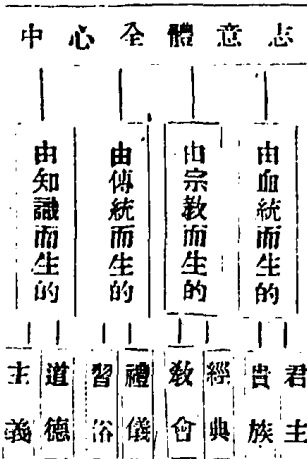 中心全體意志
由血統而生的
由宗教而生的
由傳統而生的
由知識而生的
君主
貴族
經典
教會
禮儀
習俗
道德
主義